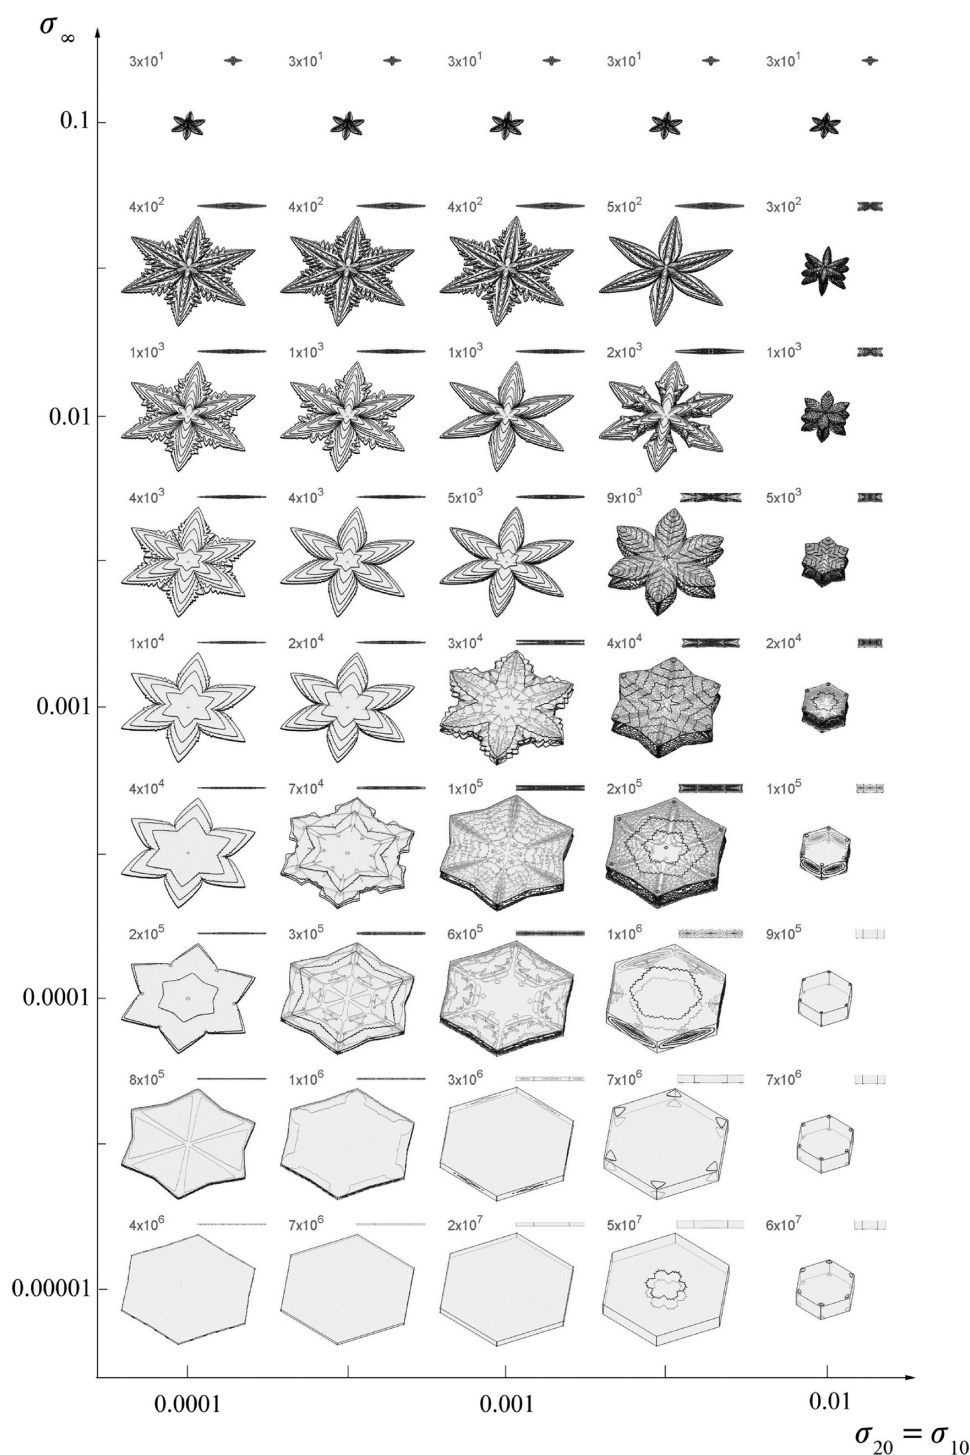 σ∞
3x10¹ 3x10¹ 3x10¹ 3x10¹ 3x10¹
0.1
4x10² 4x10² 4x10² 5x10² 3x10²
1x10³ 1x10³ 1x10³ 2x10³ 1x10³
0.01
4x10³ 4x10³ 5x10³ 9x10³ 5x10³
1x10⁴ 2x10⁴ 3x10⁴ 4x10⁴ 2x10⁴
0.001
4x10⁴ 7x10⁴ 1x10⁵ 2x10⁵ 1x10⁵
2x10⁵ 3x10⁵ 6x10⁵ 1x10⁶ 9x10⁵
0.0001
8x10⁵ 1x10⁶ 3x10⁶ 7x10⁶ 7x10⁶
4x10⁶ 7x10⁶ 2x10⁷ 5x10⁷ 6x10⁷
0.00001
0.0001 0.001 0.01
σ₂₀ = σ₁₀